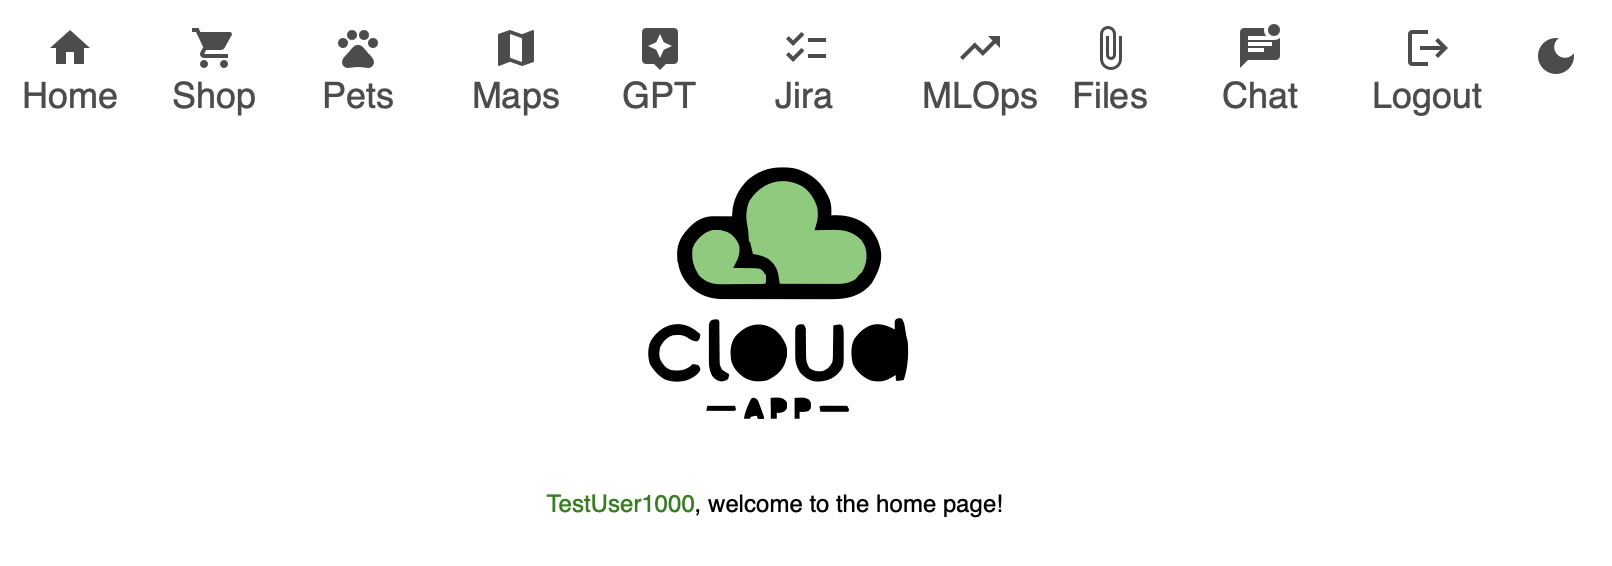 Home Shop Pets Maps GPT Jira MLOps Files Chat Logout
cloud
APP
TestUser1000, welcome to the home page!